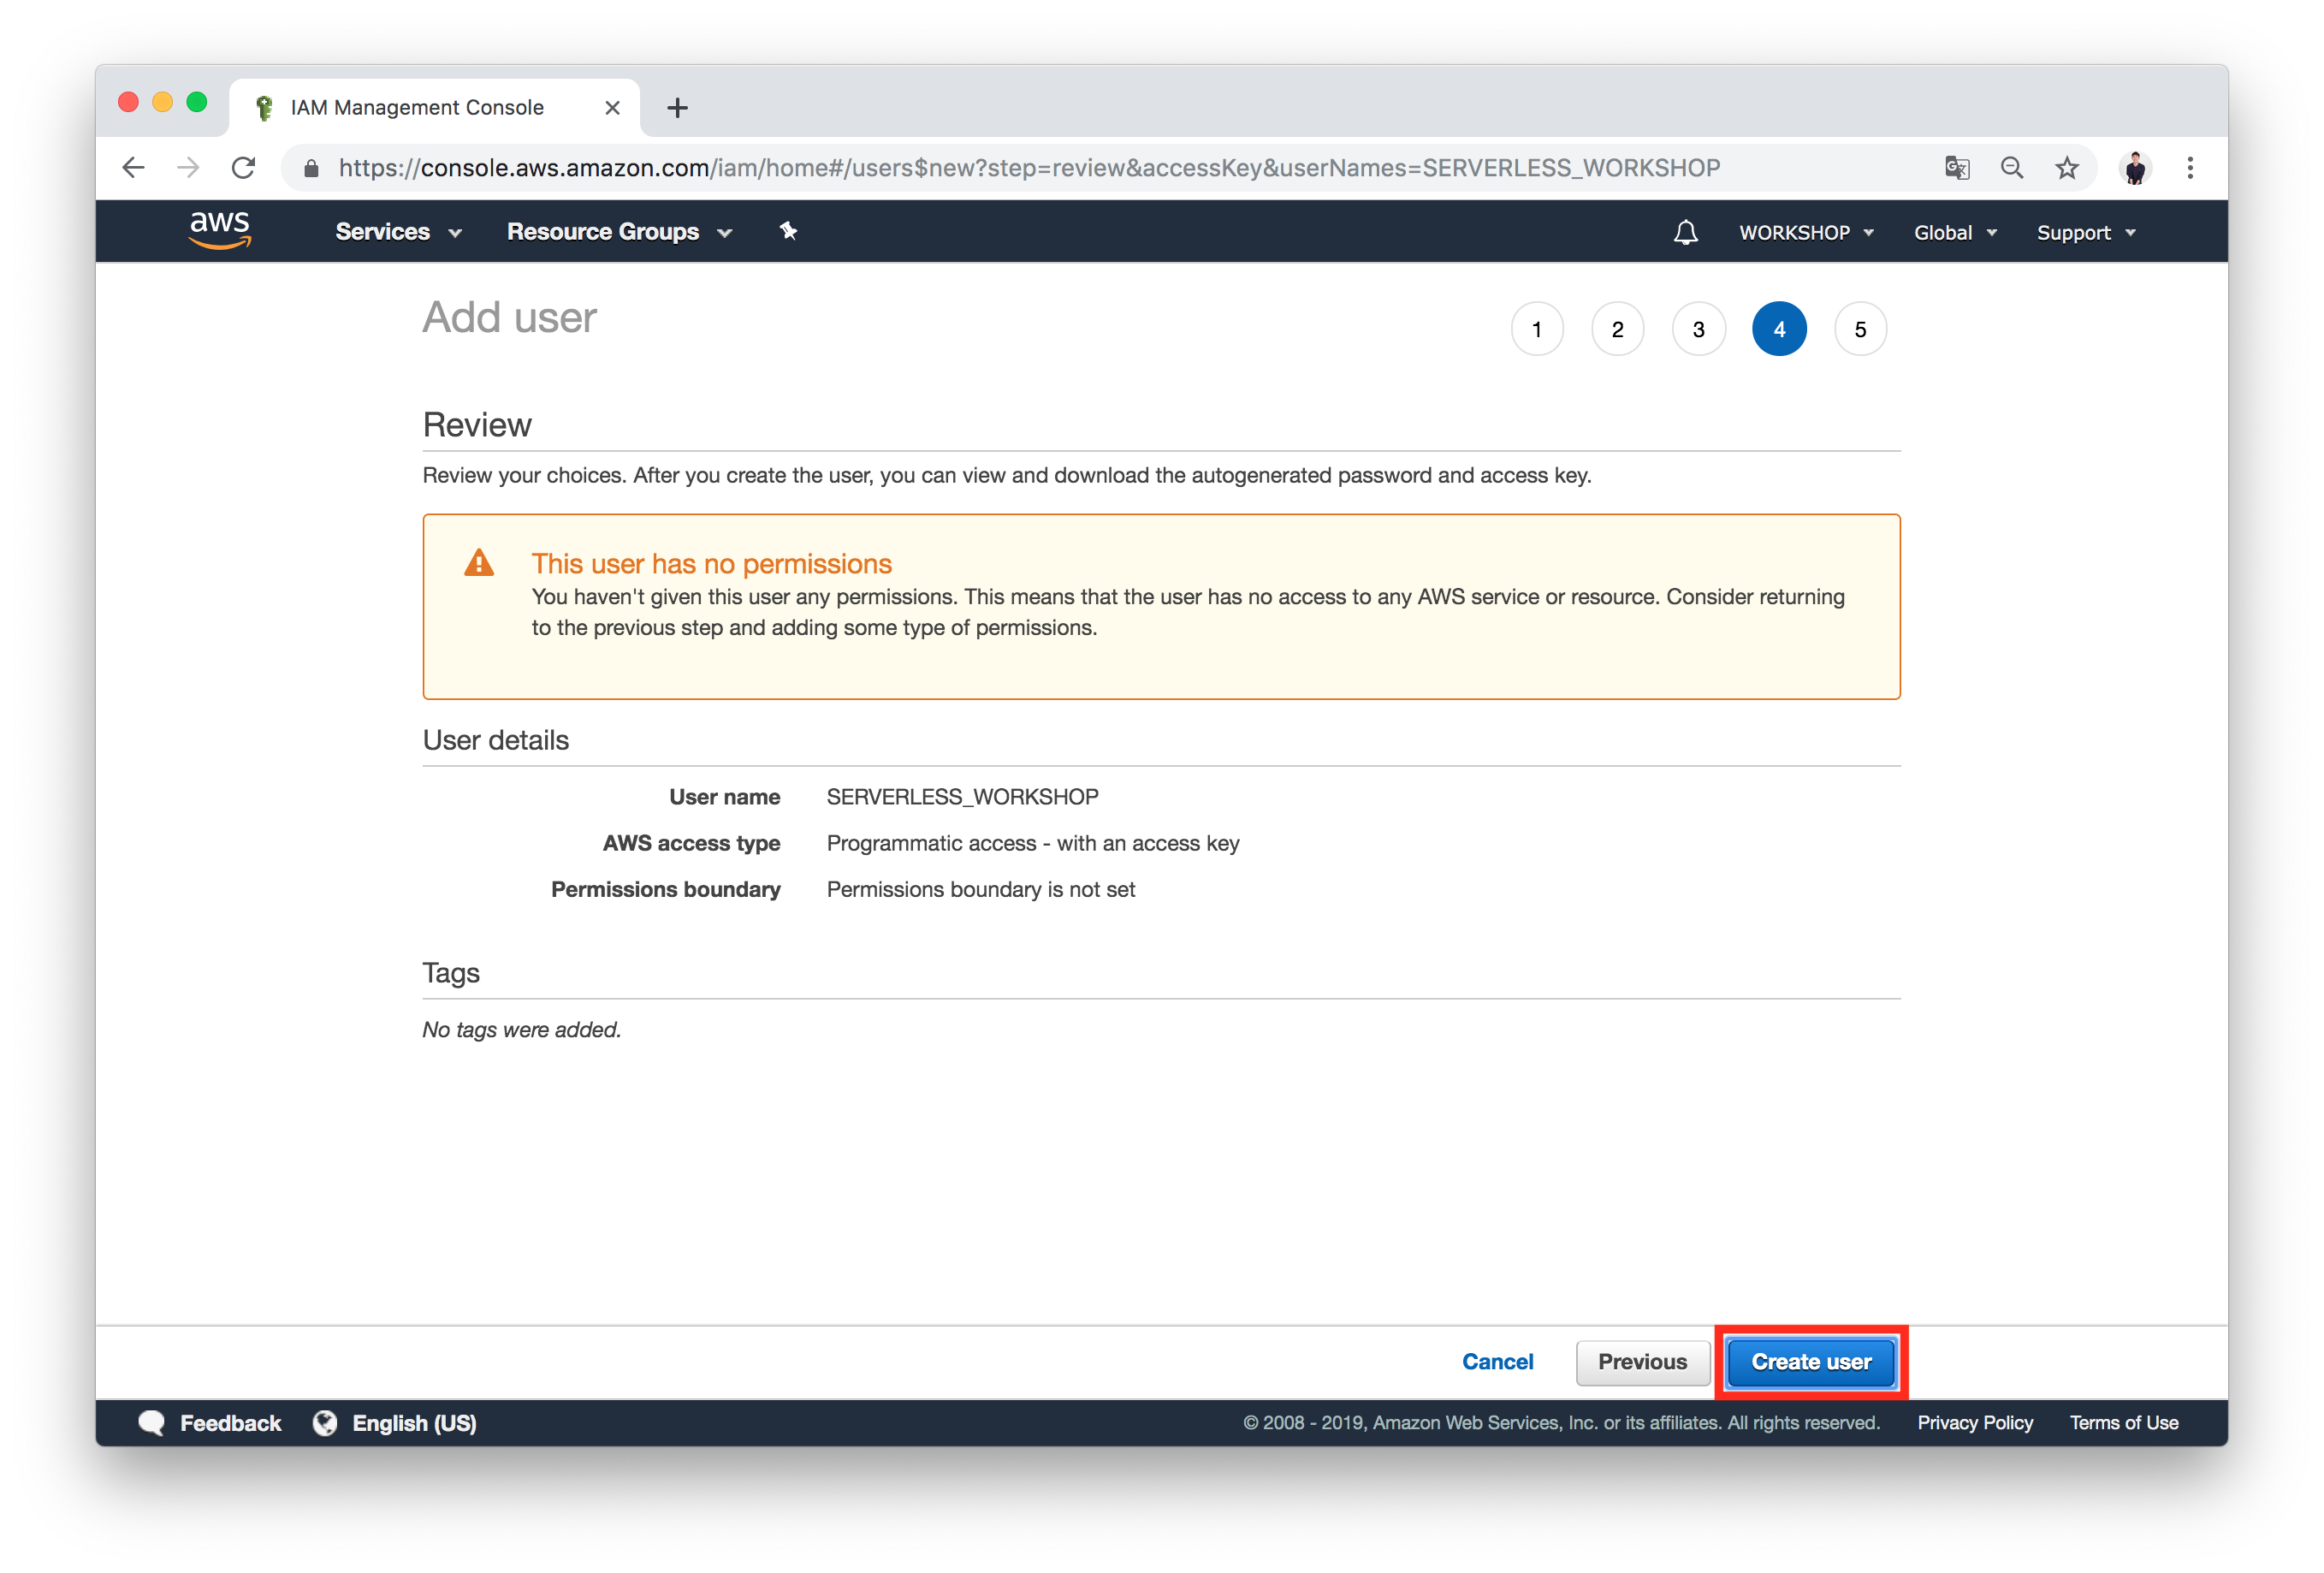 IAM Management Console
https://console.aws.amazon.com/iam/home#/users$new?step=review&accessKey&userNames=SERVERLESS_WORKSHOP
aws Services Resource Groups WORKSHOP Global Support
Add user 1 2 3 4 5
Review
Review your choices. After you create the user, you can view and download the autogenerated password and access key.
This user has no permissions
You haven't given this user any permissions. This means that the user has no access to any AWS service or resource. Consider returning
to the previous step and adding some type of permissions.
User details
User name SERVERLESS_WORKSHOP
AWS access type Programmatic access - with an access key
Permissions boundary Permissions boundary is not set
Tags
No tags were added.
Cancel Previous Create user
Feedback English (US) © 2008 - 2019, Amazon Web Services, Inc. or its affiliates. All rights reserved. Privacy Policy Terms of Use